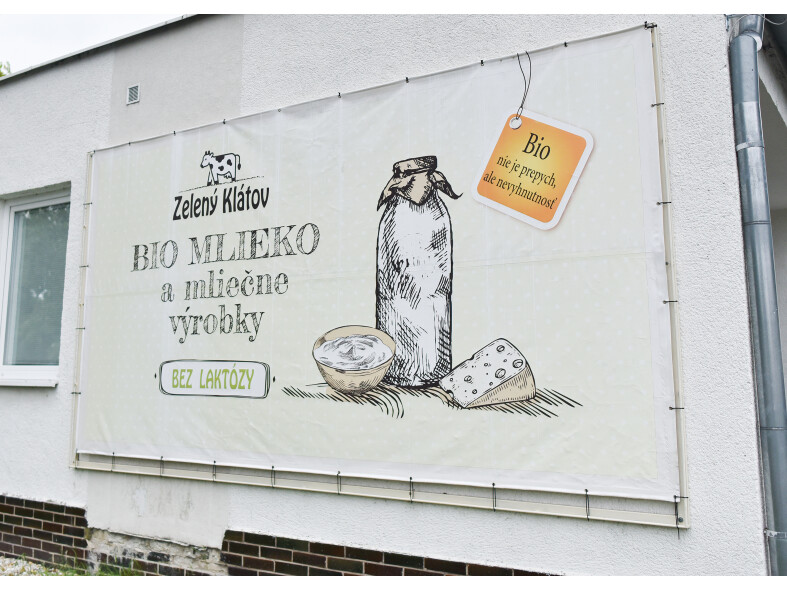 Zelený Klátov
BIO MLIEKO
a mliečne
výrobky
BEZ LAKTÓZY
Bio
nie je prepych,
ale nevyhnutnosť